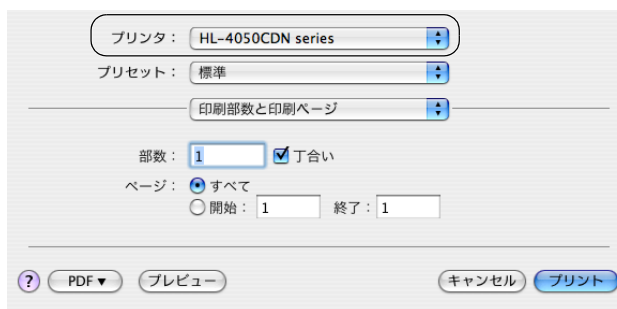 プリンタ： HL-4050CDN series
プリセット： 標準
印刷部数と印刷ページ
部数： 1 丁合い
ページ： すべて
開始： 1 終了： 1
? PDF▼ プレビュー キャンセル プリント